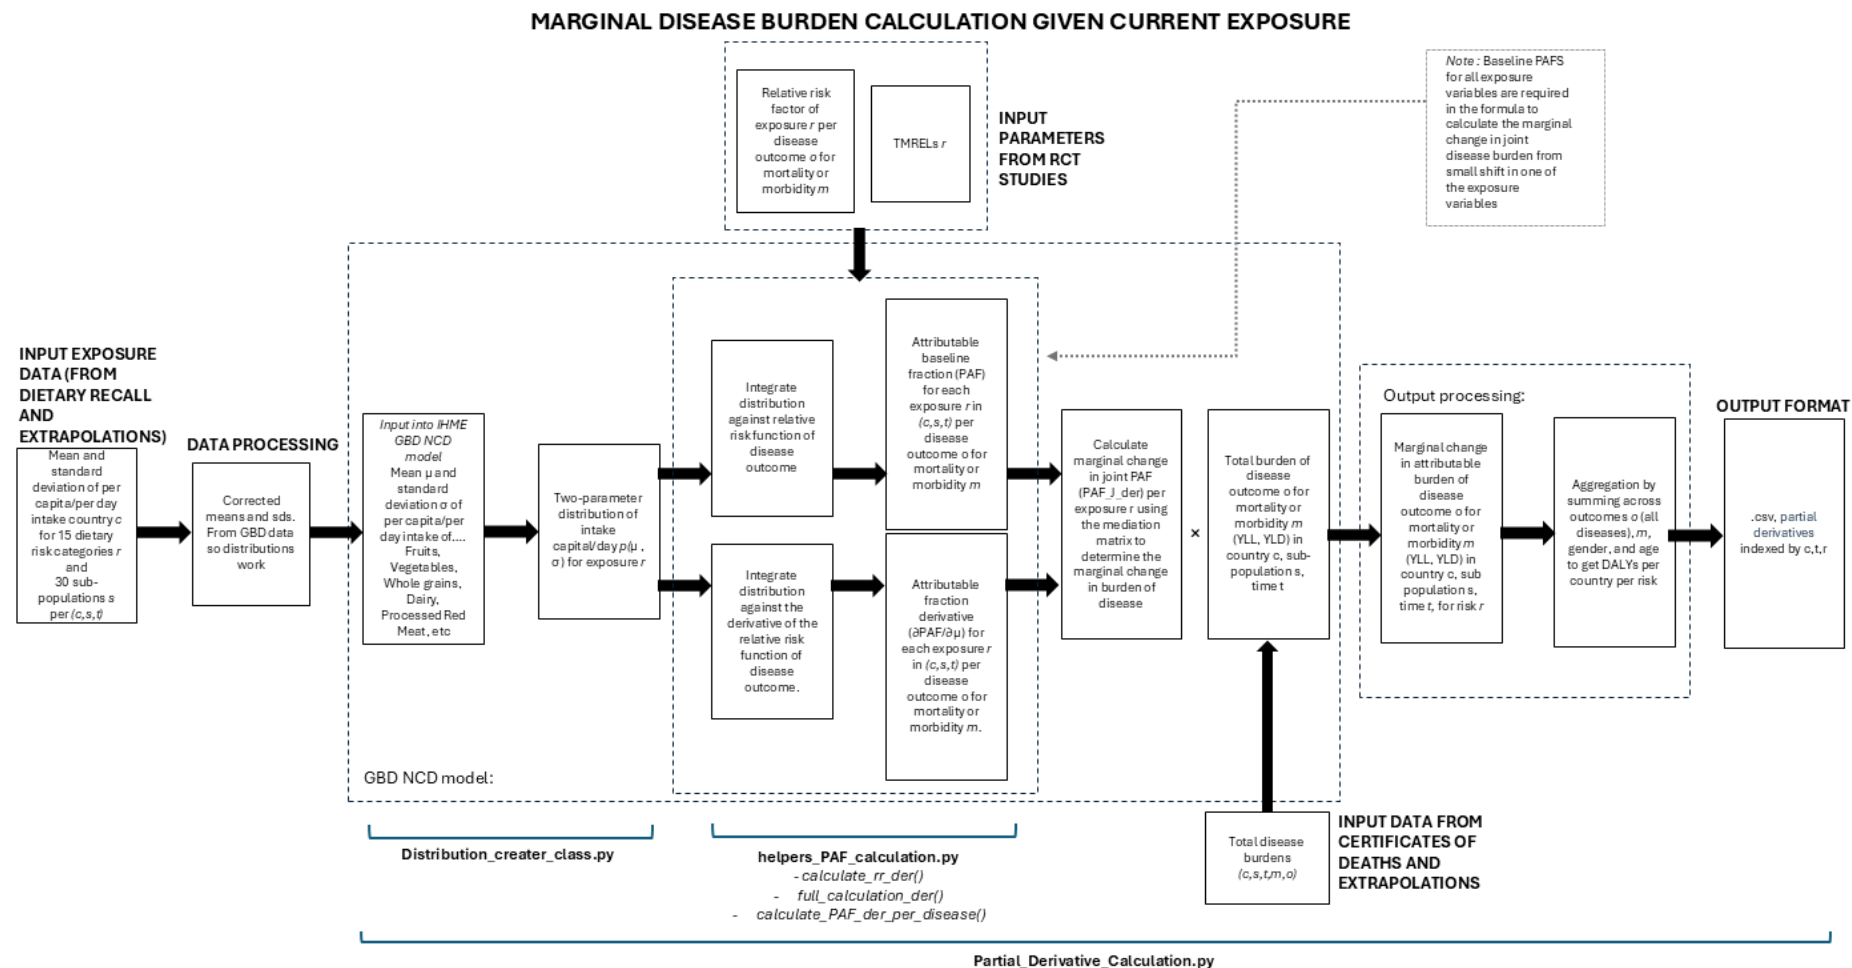 MARGINAL DISEASE BURDEN CALCULATION GIVEN CURRENT EXPOSURE
Relative risk
factor of
exposure r per
disease
outcome o for
mortality or
morbidity m
TMRELs r
INPUT
PARAMETERS
FROM RCT
STUDIES
Note : Baseline PAFS
for all exposure
variables are required
in the formula to
calculate the marginal
change in joint
disease burden from
small shift in one of
the exposure
variables
INPUT EXPOSURE
DATA (FROM
DIETARY RECALL
AND
EXTRAPOLATIONS)
Mean and
standard
deviation of per
capita/per day
intake country c
for 15 dietary
risk categories r
and
30 sub-
populations s
per (c,s,t)
DATA PROCESSING
Corrected
means and sds.
From GBD data
so distributions
work
Input into IHME
GBD NCD
model
Mean μ and
standard
deviation σ of
per capita/per
day intake of....
Fruits,
Vegetables,
Whole grains,
Dairy,
Processed Red
Meat, etc
Two-parameter
distribution of
intake
capital/day p(μ ,
σ) for exposure r
Integrate
distribution
against relative
risk function of
disease
outcome
Attributable
baseline
fraction (PAF)
for each
exposure r in
(c,s,t) per
disease
outcome o for
mortality or
morbidity m
Integrate
distribution
against the
derivative of the
relative risk
function of
disease
outcome.
Attributable
fraction
derivative
(∂PAF/∂μ) for
each exposure r
in (c,s,t) per
disease
outcome o for
mortality or
morbidity m.
Calculate
marginal change
in joint PAF
(PAF_J_der) per
exposure r using
the mediation
matrix to
determine the
marginal change
in burden of
disease
×
Total burden of
disease
outcome o for
mortality or
morbidity m
(YLL, YLD) in
country c, sub-
population s,
time t
Output processing:
Marginal change
in attributable
burden of
disease
outcome o for
mortality or
morbidity m
(YLL, YLD) in
country c, sub
population s,
time t, for risk r
Aggregation by
summing across
outcomes o (all
diseases), m,
gender, and age
to get DALYs per
country per risk
OUTPUT FORMAT
.csv, partial
derivatives
indexed by c,t,r
GBD NCD model:
Total disease
burdens
(c,s,t,m,o)
INPUT DATA FROM
CERTIFICATES OF
DEATHS AND
EXTRAPOLATIONS
Distribution_creater_class.py
helpers_PAF_calculation.py
- calculate_rr_der()
- full_calculation_der()
- calculate_PAF_der_per_disease()
Partial_Derivative_Calculation.py